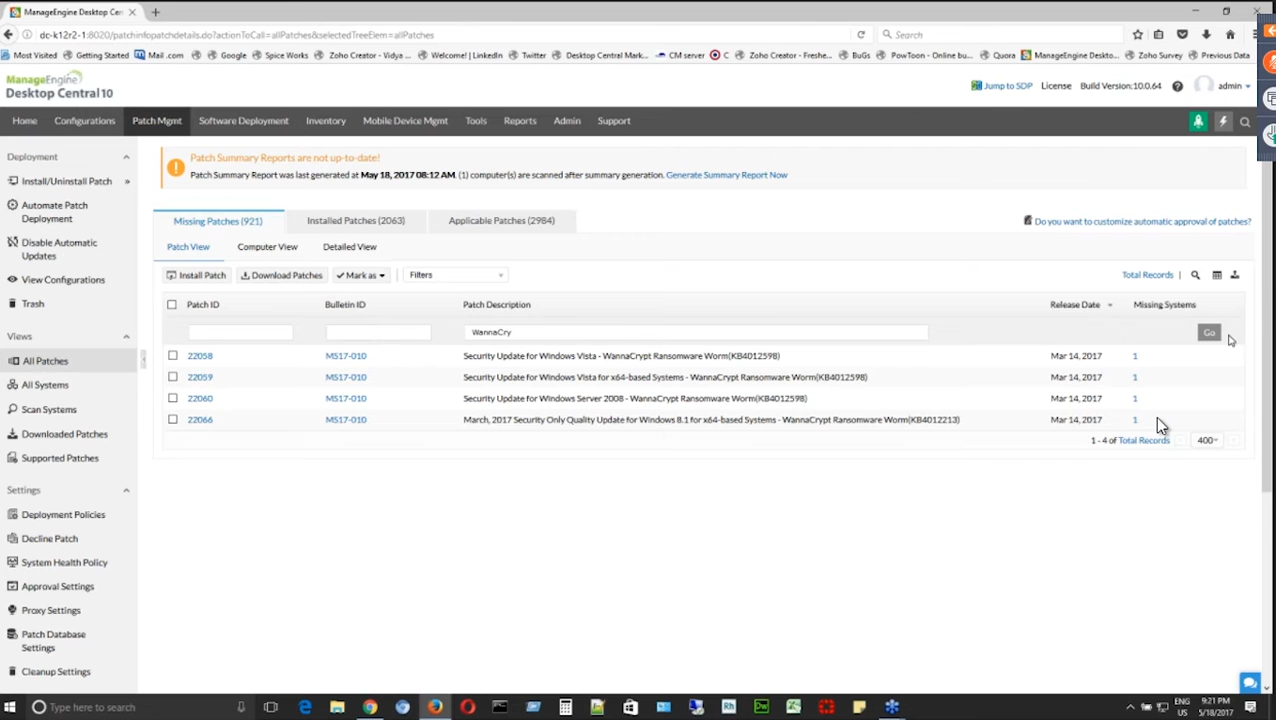 ManageEngine Desktop Cen
dc-k12r2-1:8020/patchinfopatchdetails.do?actionToCall=allPatches&selectedTreeElem=allPatches
Search
Most Visited Getting Started Mail .com Google Spice Works Zoho Creator - Vidya... Welcome! | LinkedIn Twitter Desktop Central Mark... CM server C Zoho Creator - Freshe... BuGs PowToon - Online bu... Quora ManageEngine Desktop... Zoho Survey Previous Data
ManageEngine
Desktop Central 10
Jump to SDP License Build Version:10.0.64 admin
Home Configurations Patch Mgmt Software Deployment Inventory Mobile Device Mgmt Tools Reports Admin Support
Deployment
Install/Uninstall Patch »
Automate Patch
Deployment
Disable Automatic
Updates
View Configurations
Trash
Views
All Patches
All Systems
Scan Systems
Downloaded Patches
Supported Patches
Settings
Deployment Policies
Decline Patch
System Health Policy
Approval Settings
Proxy Settings
Patch Database
Settings
Cleanup Settings
Patch Summary Reports are not up-to-date!
Patch Summary Report was last generated at May 18, 2017 08:12 AM. (1) computer(s) are scanned after summary generation. Generate Summary Report Now
Missing Patches (921) Installed Patches (2063) Applicable Patches (2984) Do you want to customize automatic approval of patches?
Patch View Computer View Detailed View
Install Patch Download Patches Mark as Filters Total Records
Patch ID Bulletin ID Patch Description Release Date Missing Systems
WannaCry Go
22058 MS17-010 Security Update for Windows Vista - WannaCrypt Ransomware Worm(KB4012598) Mar 14, 2017 1
22059 MS17-010 Security Update for Windows Vista for x64-based Systems - WannaCrypt Ransomware Worm(KB4012598) Mar 14, 2017 1
22060 MS17-010 Security Update for Windows Server 2008 - WannaCrypt Ransomware Worm(KB4012598) Mar 14, 2017 1
22066 MS17-010 March, 2017 Security Only Quality Update for Windows 8.1 for x64-based Systems - WannaCrypt Ransomware Worm(KB4012213) Mar 14, 2017 1
1 - 4 of Total Records 400
Type here to search
Rh Dw
ENG 9:21 PM
US 5/18/2017